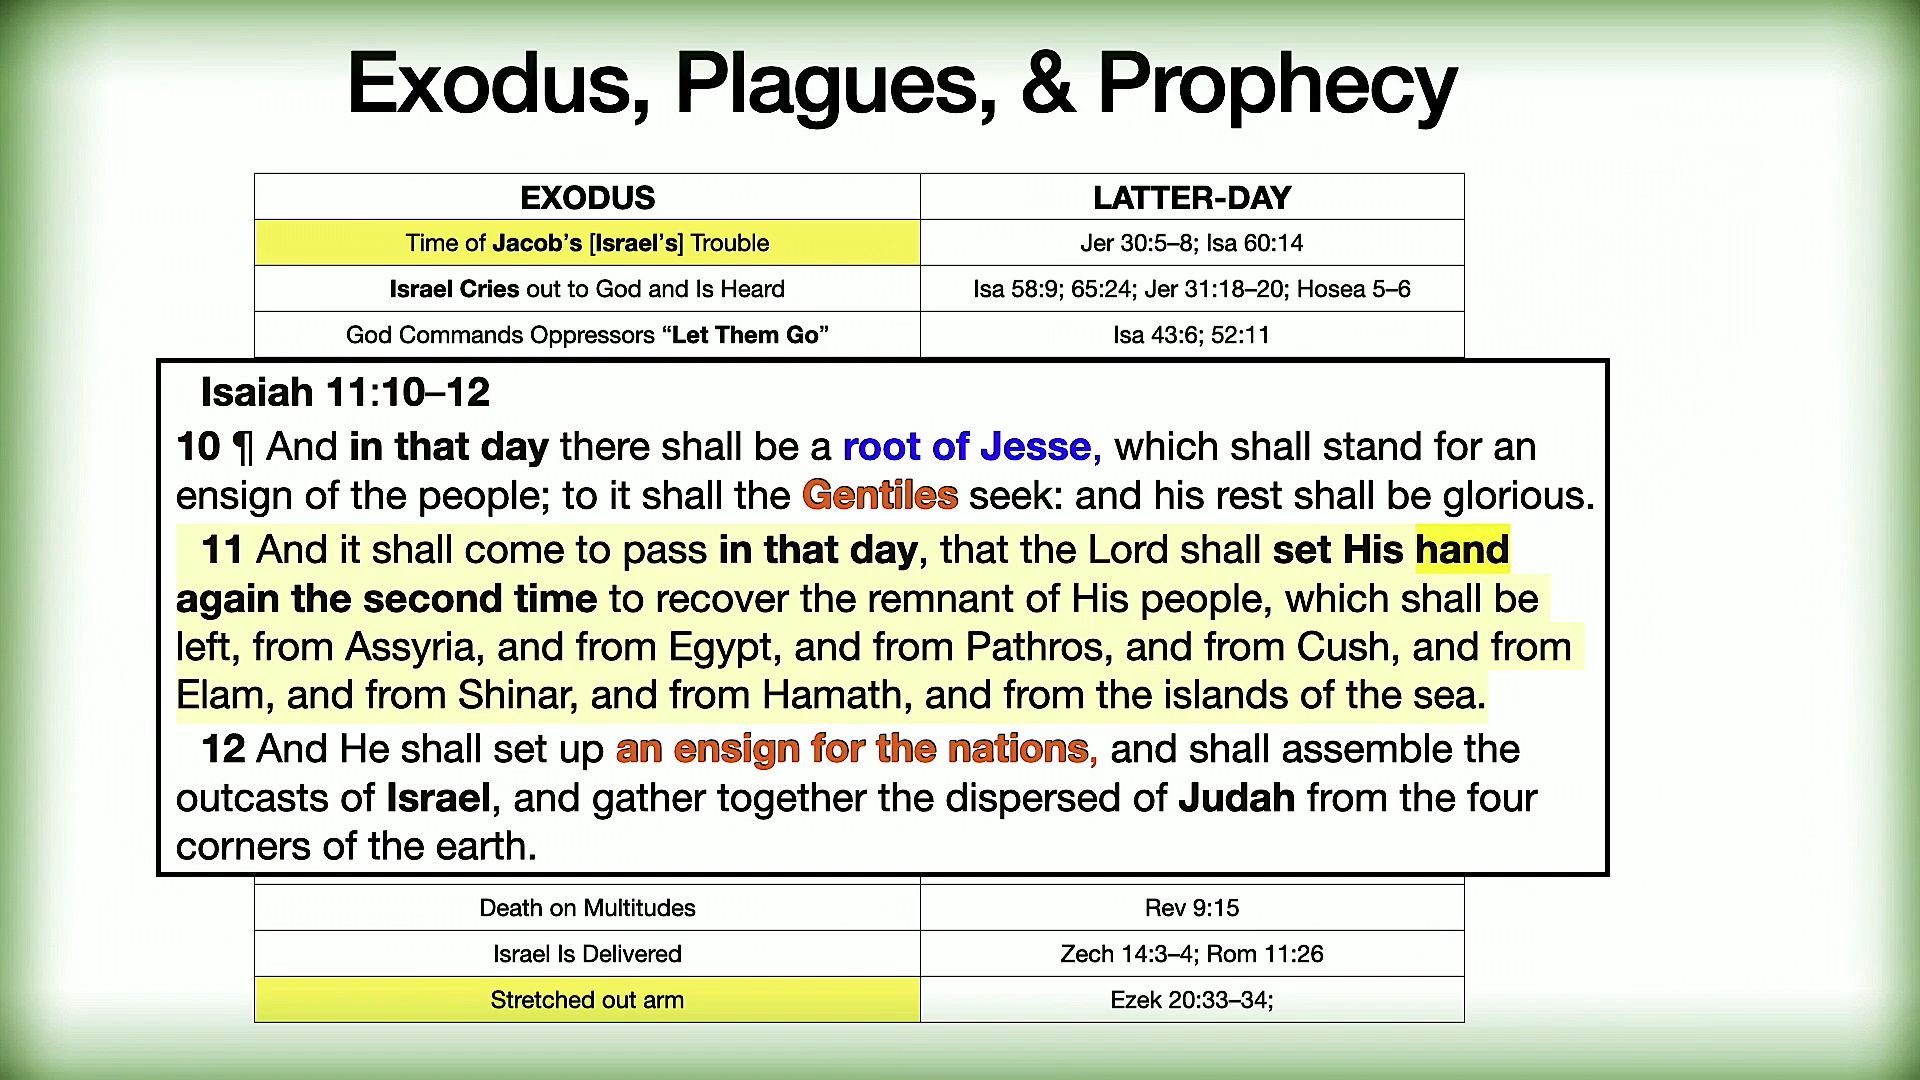 Exodus, Plagues, & Prophecy
EXODUS LATTER-DAY
Time of Jacob’s [Israel’s] Trouble Jer 30:5–8; Isa 60:14
Israel Cries out to God and Is Heard Isa 58:9; 65:24; Jer 31:18–20; Hosea 5–6
God Commands Oppressors “Let Them Go” Isa 43:6; 52:11
Isaiah 11:10–12
10 ¶ And in that day there shall be a root of Jesse, which shall stand for an
ensign of the people; to it shall the Gentiles seek: and his rest shall be glorious.
11 And it shall come to pass in that day, that the Lord shall set His hand
again the second time to recover the remnant of His people, which shall be
left, from Assyria, and from Egypt, and from Pathros, and from Cush, and from
Elam, and from Shinar, and from Hamath, and from the islands of the sea.
12 And He shall set up an ensign for the nations, and shall assemble the
outcasts of Israel, and gather together the dispersed of Judah from the four
corners of the earth.
Death on Multitudes Rev 9:15
Israel Is Delivered Zech 14:3–4; Rom 11:26
Stretched out arm Ezek 20:33–34;